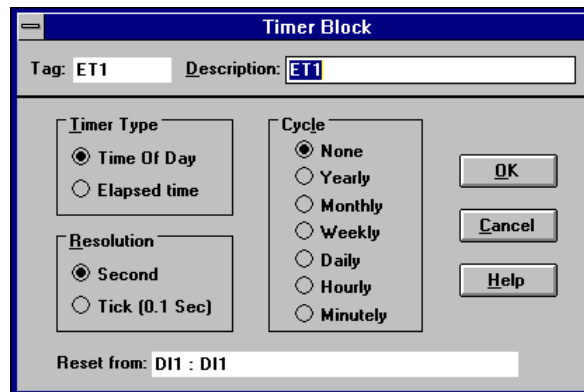 Timer Block
Tag: ET1 Description: ET1
Timer Type
Time Of Day
Elapsed time
Resolution
Second
Tick (0.1 Sec)
Cycle
None
Yearly
Monthly
Weekly
Daily
Hourly
Minutely
OK
Cancel
Help
Reset from: DI1 : DI1